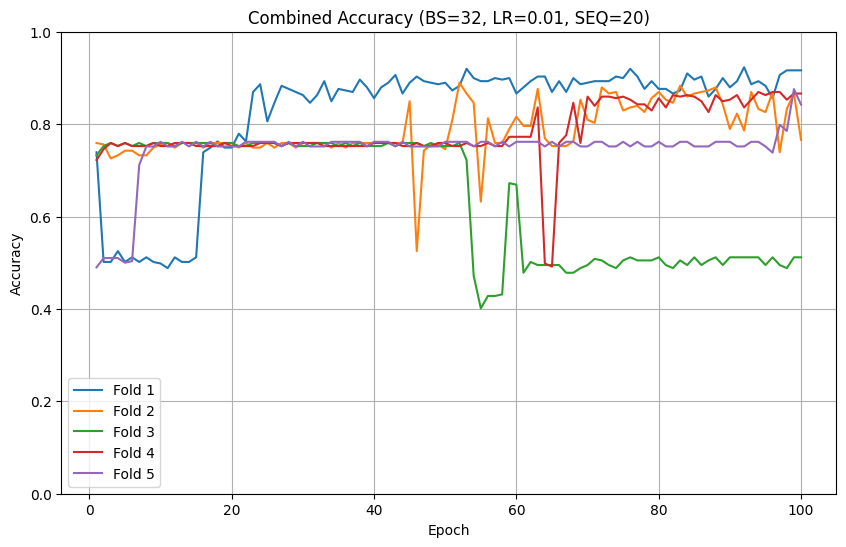 Combined Accuracy (BS=32, LR=0.01, SEQ=20)
Accuracy
1.0
0.8
0.6
0.4
0.2
0.0
Fold 1
Fold 2
Fold 3
Fold 4
Fold 5
0 20 40 60 80 100
Epoch